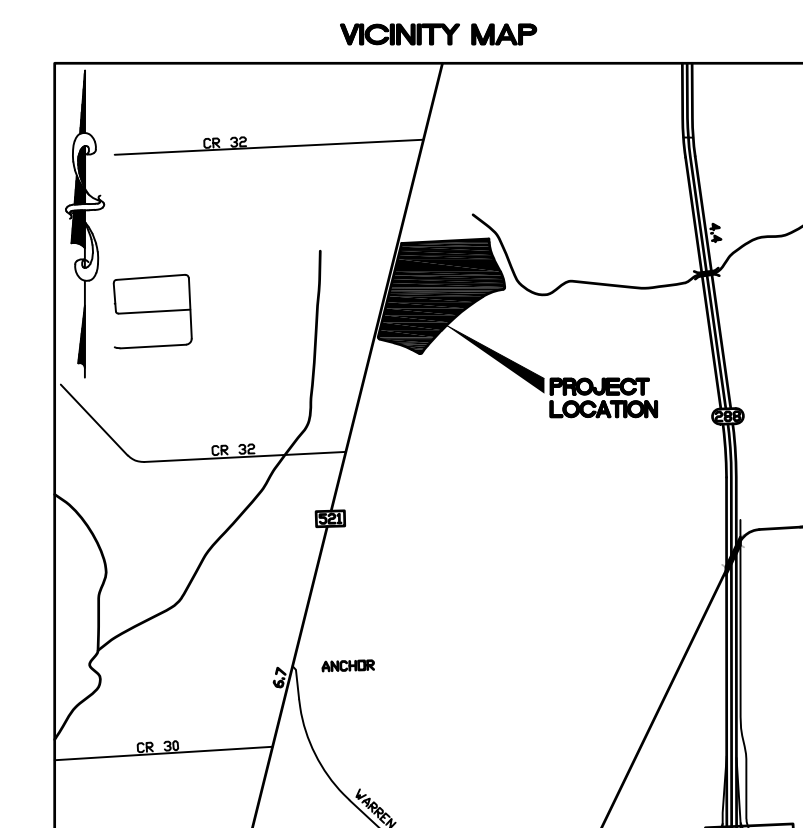 VICINITY MAP
CR 32
4.4
PROJECT
LOCATION
288
CR 32
521
ANCHOR
6.7
CR 30
WARREN